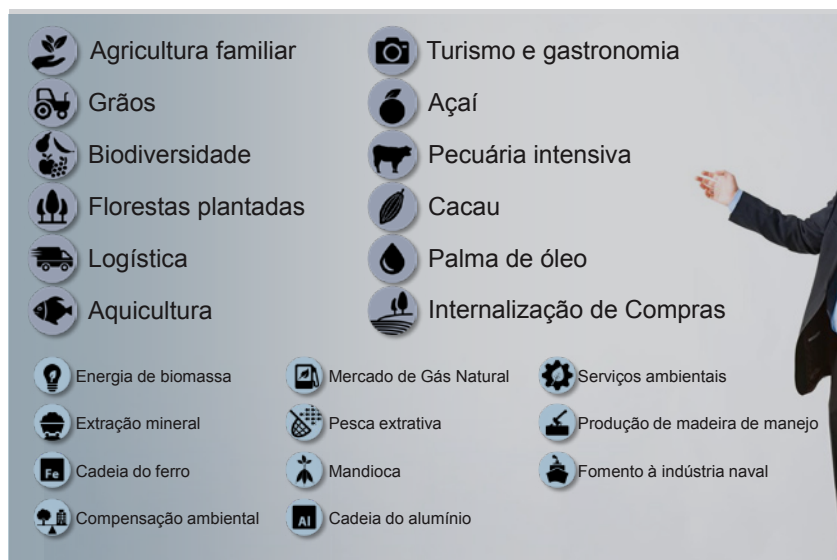 Agricultura familiar
Turismo e gastronomia
Grãos
Açaí
Biodiversidade
Pecuária intensiva
Florestas plantadas
Cacau
Logística
Palma de óleo
Aquicultura
Internalização de Compras
Energia de biomassa
Mercado de Gás Natural
Serviços ambientais
Extração mineral
Pesca extrativa
Produção de madeira de manejo
Fe
Cadeia do ferro
Mandioca
Fomento à indústria naval
Compensação ambiental
Al
Cadeia do alumínio